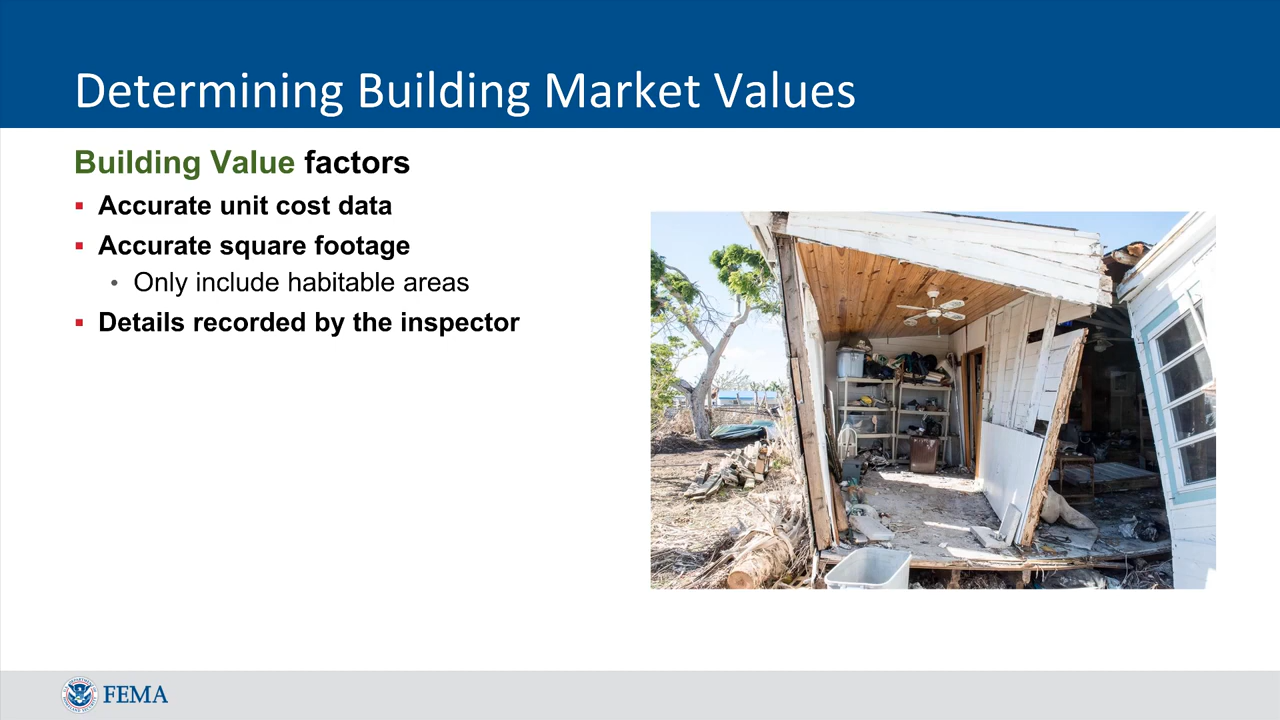 Determining Building Market Values
Building Value factors
▪ Accurate unit cost data
▪ Accurate square footage
• Only include habitable areas
▪ Details recorded by the inspector
FEMA